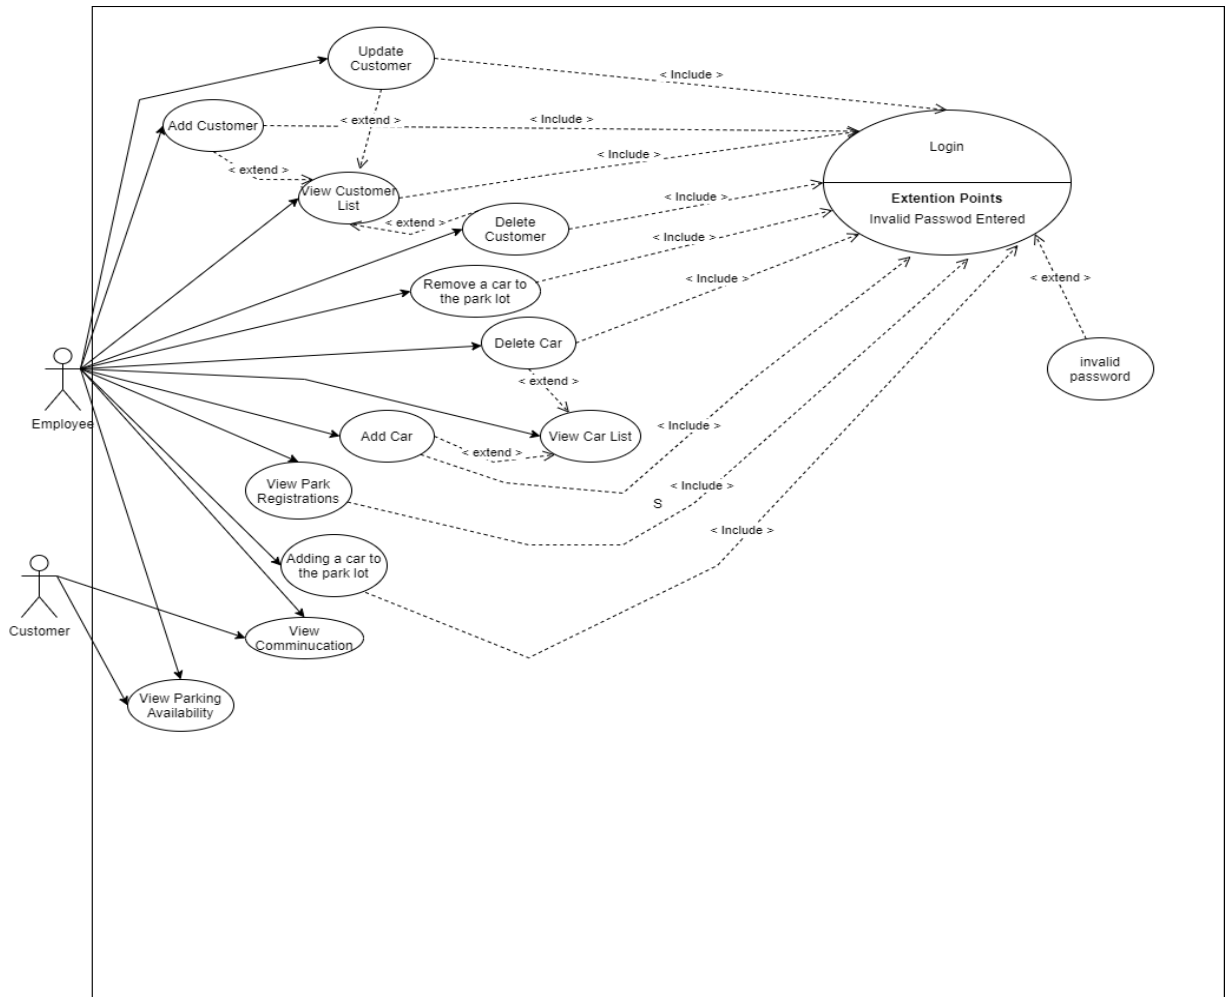 Update
Customer
< Include >
Add Customer
< extend >
< Include >
Login
< extend >
< Include >
View Customer
List
< Include >
Extention Points
Invalid Passwod Entered
< extend >
Delete
Customer
< Include >
Remove a car to
the park lot
< Include >
< extend >
Delete Car
invalid
password
< extend >
Employee
Add Car
View Car List
< Include >
< extend >
View Park
Registrations
< Include >
S
< Include >
Adding a car to
the park lot
Customer
View
Comminucation
View Parking
Availability